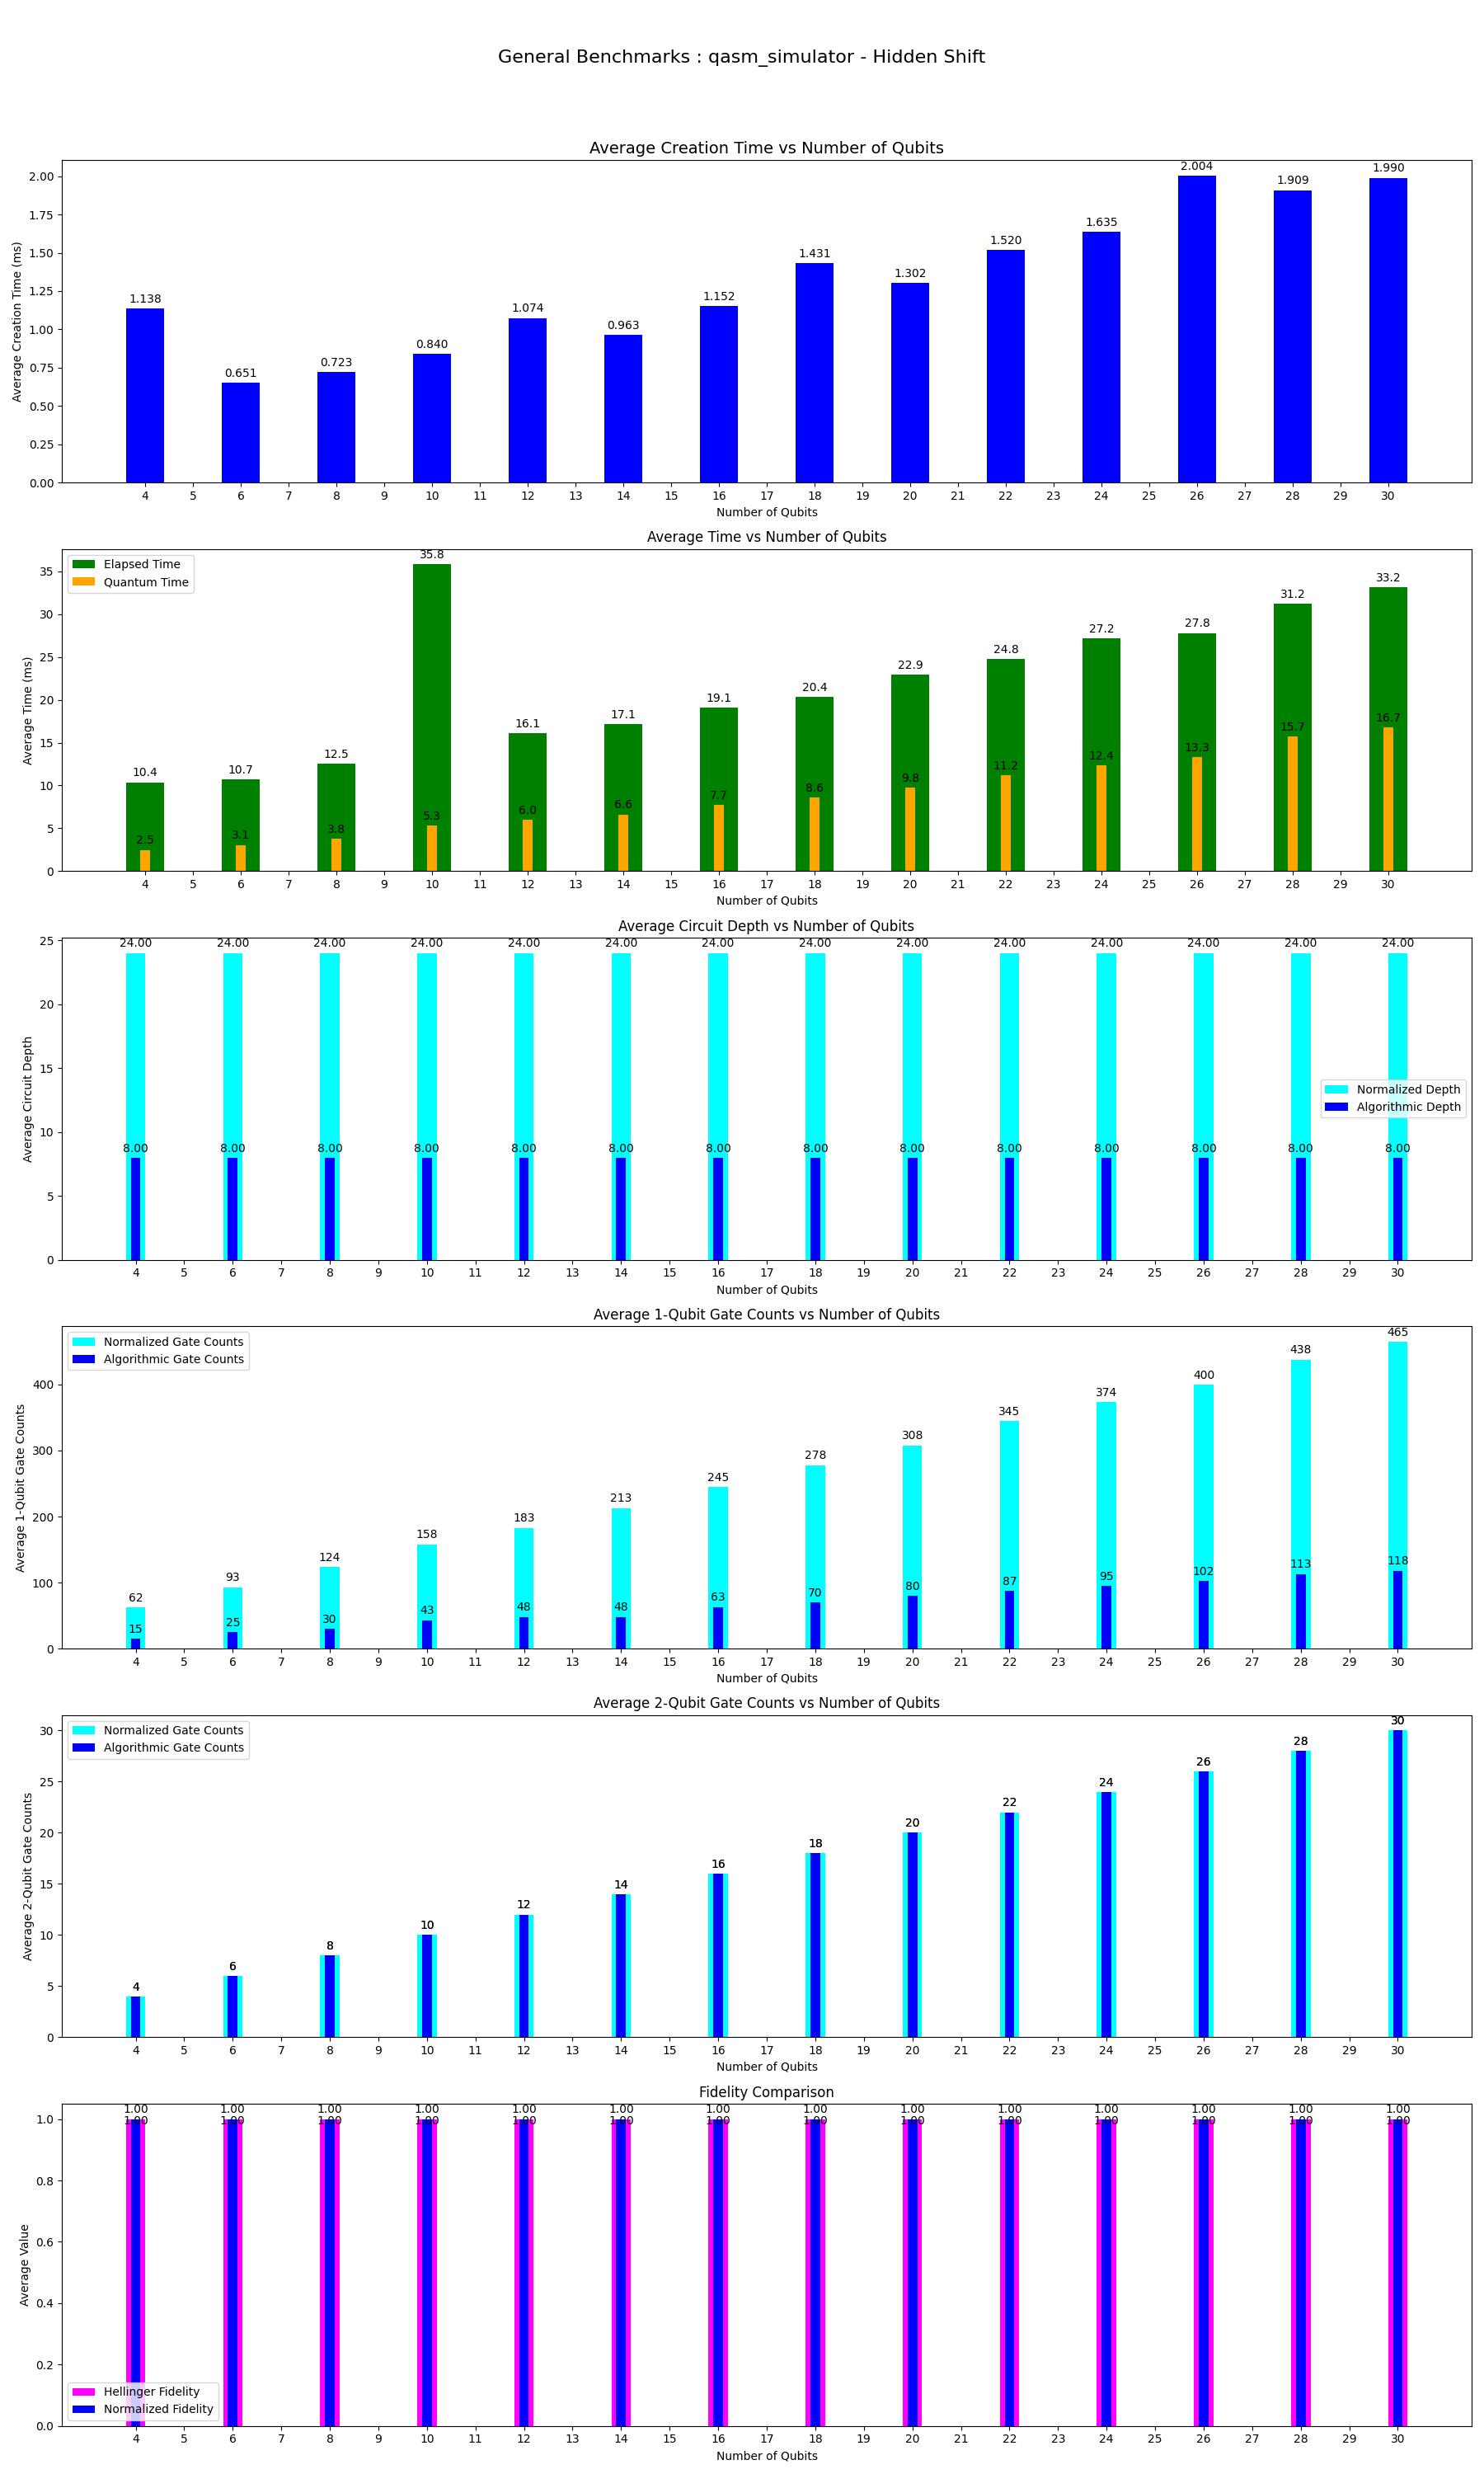 General Benchmarks : qasm_simulator - Hidden Shift
Average Creation Time vs Number of Qubits
Average Creation Time (ms)
2.00
1.75
1.50
1.25
1.00
0.75
0.50
0.25
0.00
1.138 0.651 0.723 0.840 1.074 0.963 1.152 1.431 1.302 1.520 1.635 2.004 1.909 1.990
4 5 6 7 8 9 10 11 12 13 14 15 16 17 18 19 20 21 22 23 24 25 26 27 28 29 30
Number of Qubits
Average Time vs Number of Qubits
Average Time (ms)
Elapsed Time
Quantum Time
35
30
25
20
15
10
5
0
10.4 10.7 12.5 35.8 16.1 17.1 19.1 20.4 22.9 24.8 27.2 27.8 31.2 33.2
2.5 3.1 3.8 5.3 6.0 6.6 7.7 8.6 9.8 11.2 12.4 13.3 15.7 16.7
4 5 6 7 8 9 10 11 12 13 14 15 16 17 18 19 20 21 22 23 24 25 26 27 28 29 30
Number of Qubits
Average Circuit Depth vs Number of Qubits
Average Circuit Depth
25
20
15
10
5
0
24.00 24.00 24.00 24.00 24.00 24.00 24.00 24.00 24.00 24.00 24.00 24.00 24.00 24.00
Normalized Depth
Algorithmic Depth
8.00 8.00 8.00 8.00 8.00 8.00 8.00 8.00 8.00 8.00 8.00 8.00 8.00 8.00
4 5 6 7 8 9 10 11 12 13 14 15 16 17 18 19 20 21 22 23 24 25 26 27 28 29 30
Number of Qubits
Average 1-Qubit Gate Counts vs Number of Qubits
Average 1-Qubit Gate Counts
Normalized Gate Counts
Algorithmic Gate Counts
400
300
200
100
0
62 93 124 158 183 213 245 278 308 345 374 400 438 465
15 25 30 43 48 48 63 70 80 87 95 102 113 118
4 5 6 7 8 9 10 11 12 13 14 15 16 17 18 19 20 21 22 23 24 25 26 27 28 29 30
Number of Qubits
Average 2-Qubit Gate Counts vs Number of Qubits
Average 2-Qubit Gate Counts
Normalized Gate Counts
Algorithmic Gate Counts
30
25
20
15
10
5
0
4 6 8 10 12 14 16 18 20 22 24 26 28 30
4 5 6 7 8 9 10 11 12 13 14 15 16 17 18 19 20 21 22 23 24 25 26 27 28 29 30
Number of Qubits
Fidelity Comparison
Average Value
1.0
0.8
0.6
0.4
0.2
0.0
1.00 1.00 1.00 1.00 1.00 1.00 1.00 1.00 1.00 1.00 1.00 1.00 1.00 1.00
1.00 1.00 1.00 1.00 1.00 1.00 1.00 1.00 1.00 1.00 1.00 1.00 1.00 1.00
Hellinger Fidelity
Normalized Fidelity
4 5 6 7 8 9 10 11 12 13 14 15 16 17 18 19 20 21 22 23 24 25 26 27 28 29 30
Number of Qubits